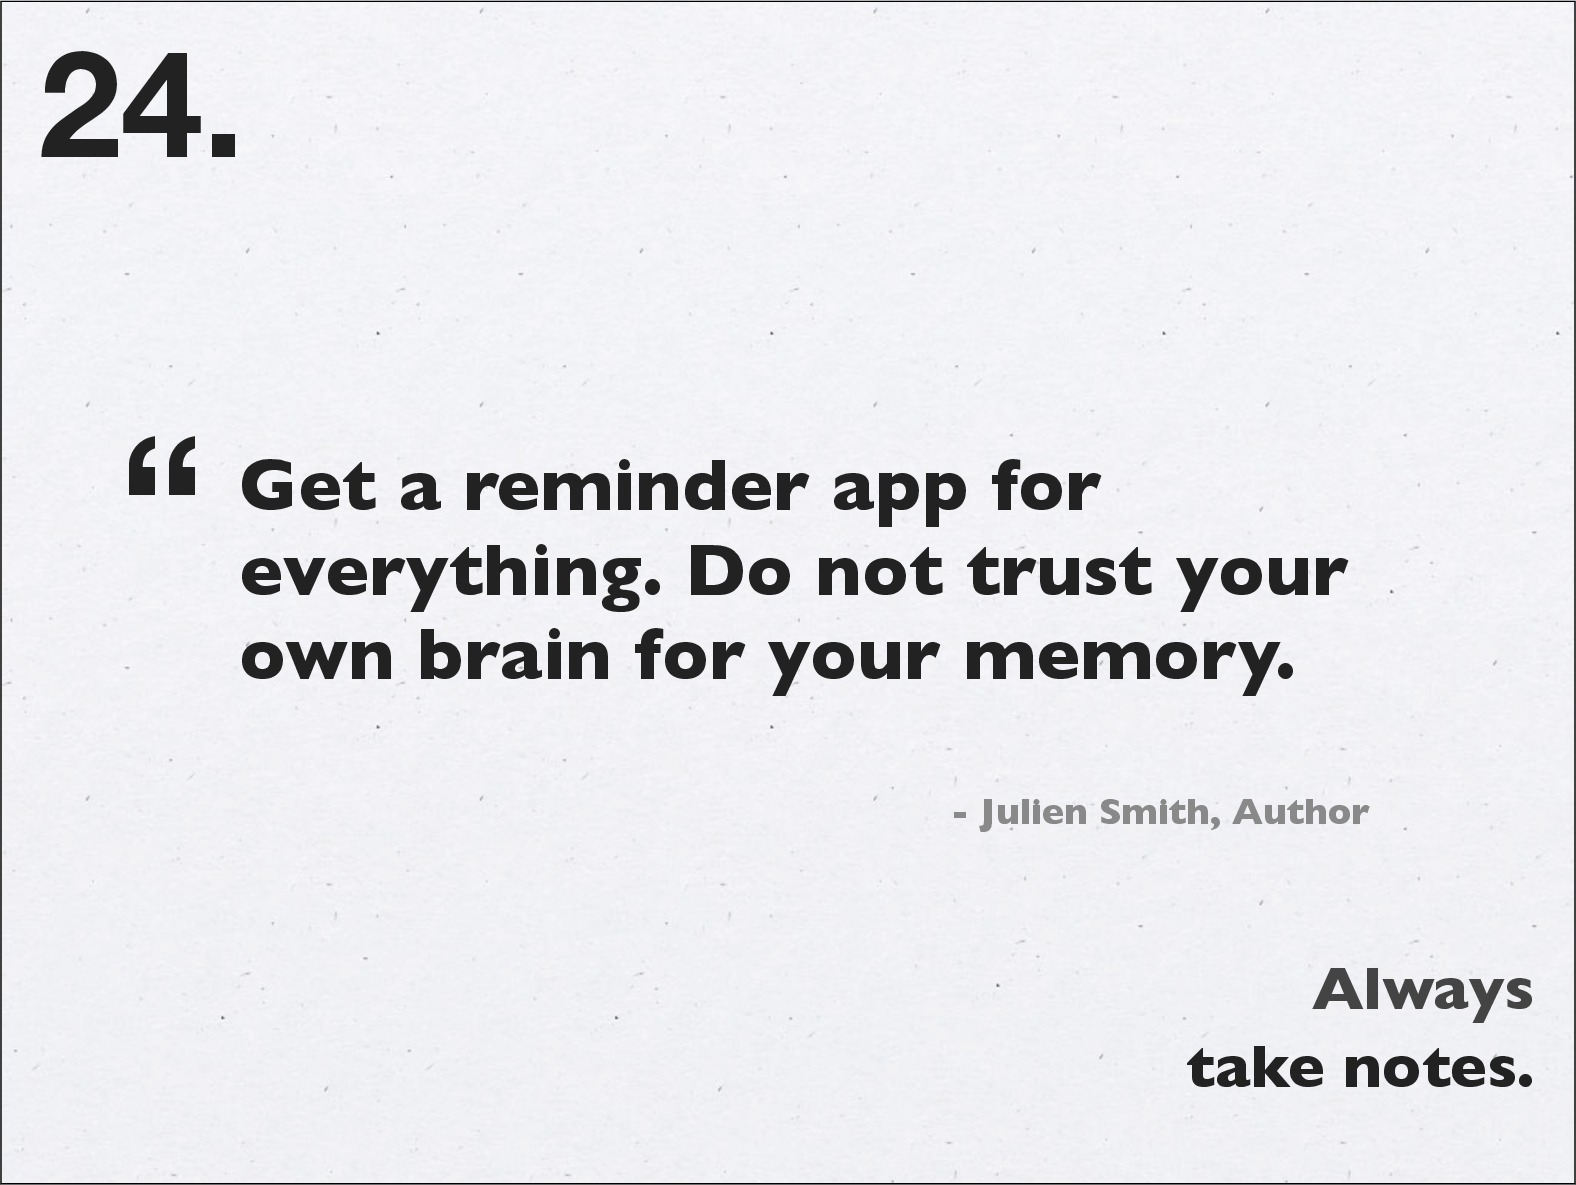 24.
“ Get a reminder app for
everything. Do not trust your
own brain for your memory.
- Julien Smith, Author
Always
take notes.